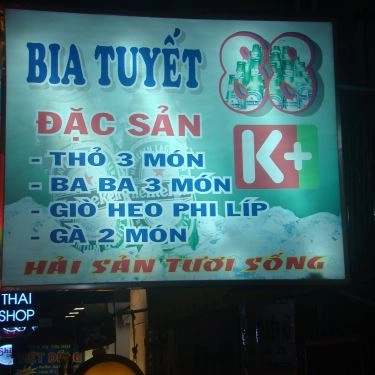 BIA TUYẾT 88
ĐẶC SẢN
K+
- THỎ 3 MÓN
- BA BA 3 MÓN
- GIÒ HEO PHI LÍP
- GÀ 2 MÓN
HẢI SẢN TƯƠI SỐNG
THAI
SHOP